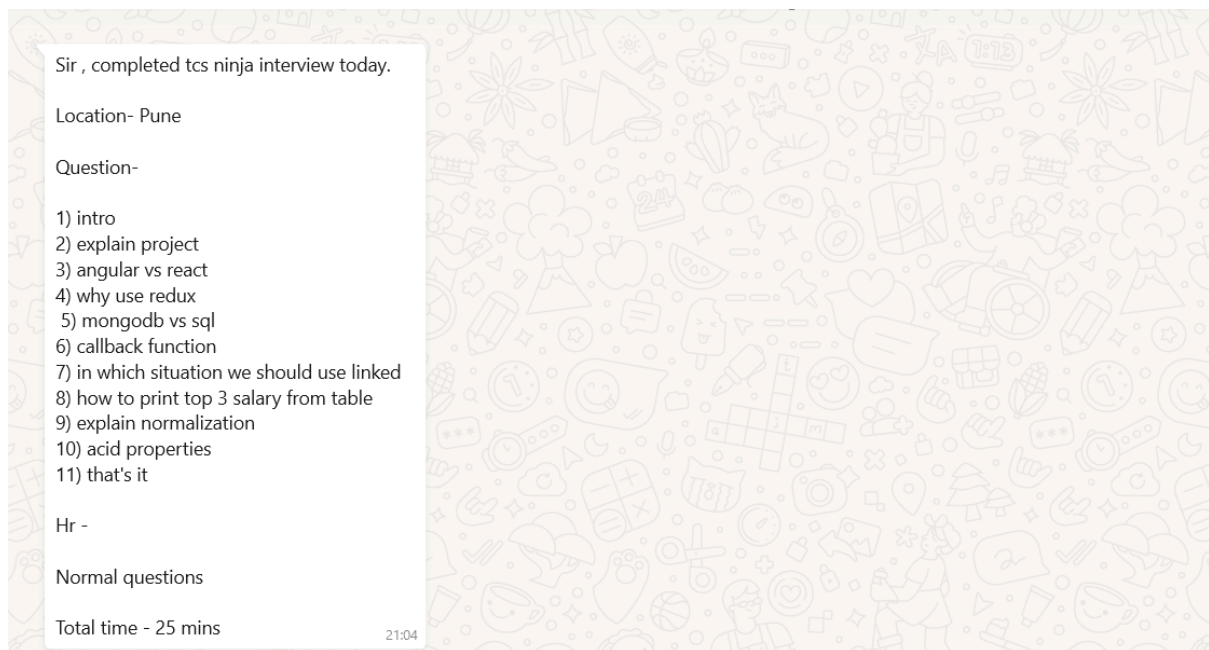 Sir , completed tcs ninja interview today.
Location- Pune
Question-
1) intro
2) explain project
3) angular vs react
4) why use redux
5) mongodb vs sql
6) callback function
7) in which situation we should use linked
8) how to print top 3 salary from table
9) explain normalization
10) acid properties
11) that's it
Hr -
Normal questions
Total time - 25 mins
21:04